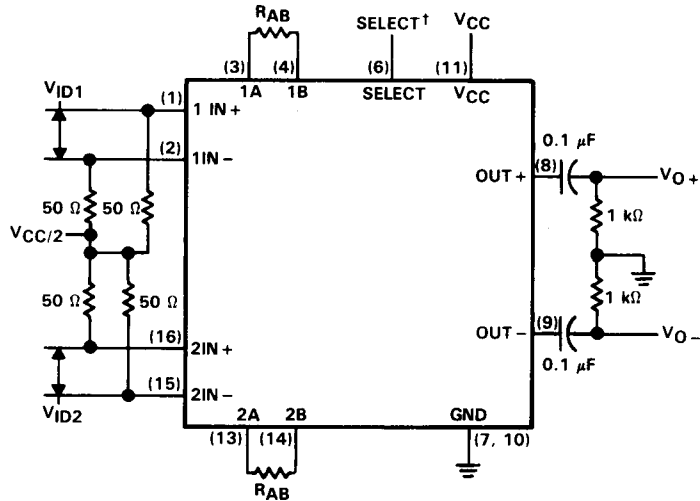 RAB
SELECT†
VCC
(3)
(4)
(6)
(11)
1A
1B
SELECT
VCC
VID1
(1)
1 IN+
(2)
1IN−
50 Ω
50 Ω
VCC/2
50 Ω
50 Ω
(16)
2IN+
(15)
2IN−
VID2
OUT+
(8)
0.1 µF
VO+
1 kΩ
1 kΩ
OUT−
(9)
VO−
0.1 µF
2A
2B
GND
(13)
(14)
(7, 10)
RAB